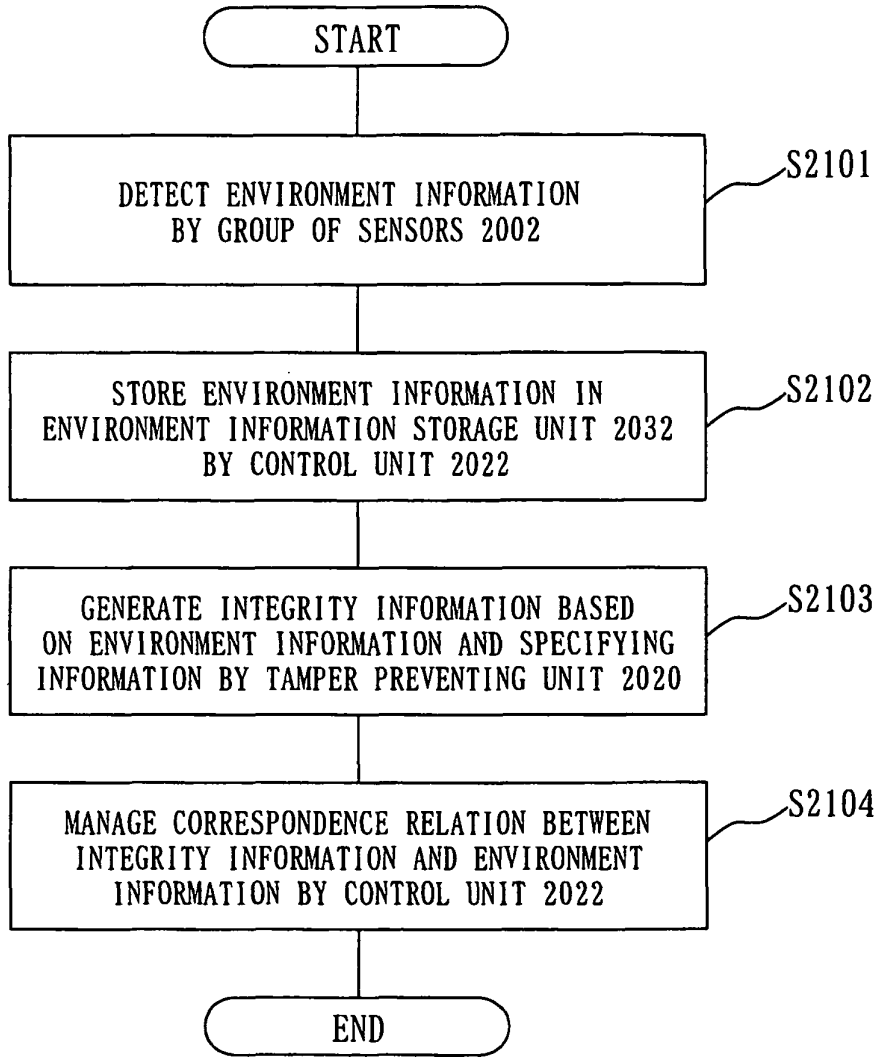 START
S2101
DETECT ENVIRONMENT INFORMATION
BY GROUP OF SENSORS 2002
S2102
STORE ENVIRONMENT INFORMATION IN
ENVIRONMENT INFORMATION STORAGE UNIT 2032
BY CONTROL UNIT 2022
S2103
GENERATE INTEGRITY INFORMATION BASED
ON ENVIRONMENT INFORMATION AND SPECIFYING
INFORMATION BY TAMPER PREVENTING UNIT 2020
S2104
MANAGE CORRESPONDENCE RELATION BETWEEN
INTEGRITY INFORMATION AND ENVIRONMENT
INFORMATION BY CONTROL UNIT 2022
END